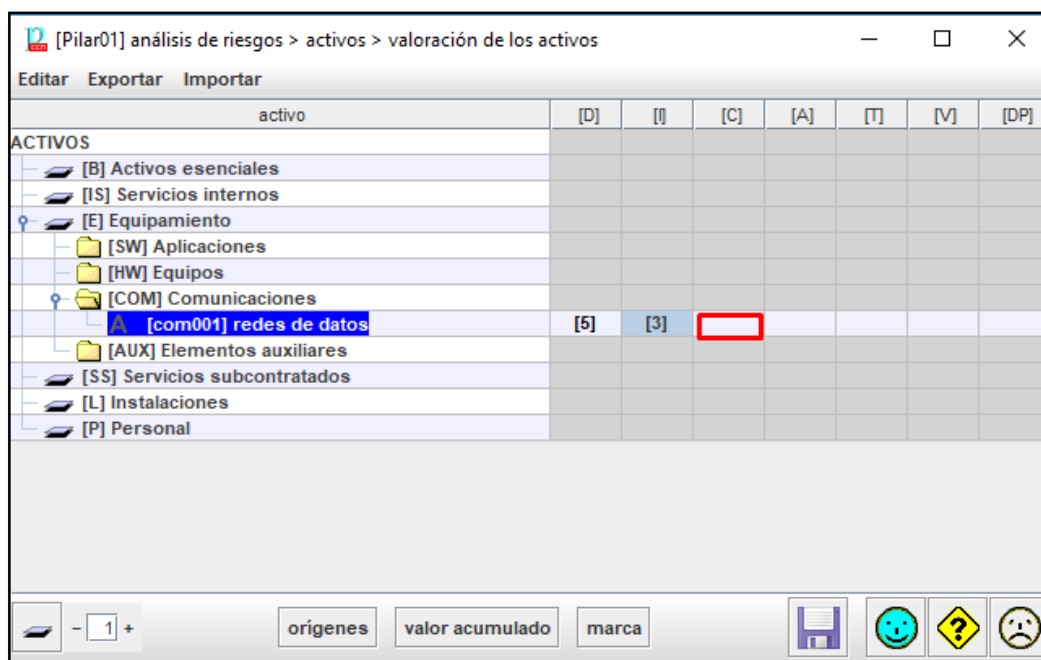 [Pilar01] análisis de riesgos > activos > valoración de los activos
Editar Exportar Importar
activo [D] [I] [C] [A] [T] [V] [DP]
ACTIVOS
[B] Activos esenciales
[IS] Servicios internos
[E] Equipamiento
[SW] Aplicaciones
[HW] Equipos
[COM] Comunicaciones
A [com001] redes de datos [5] [3]
[AUX] Elementos auxiliares
[SS] Servicios subcontratados
[L] Instalaciones
[P] Personal
- 1 + orígenes valor acumulado marca ?